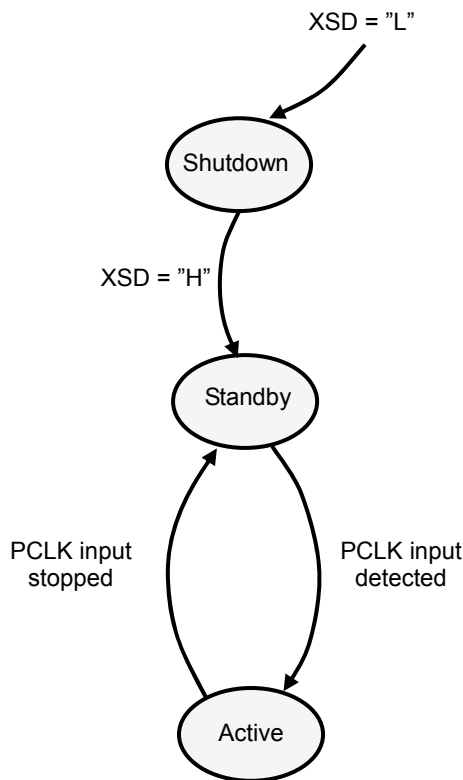 XSD = ”L”
Shutdown
XSD = ”H”
Standby
PCLK input
stopped
PCLK input
detected
Active